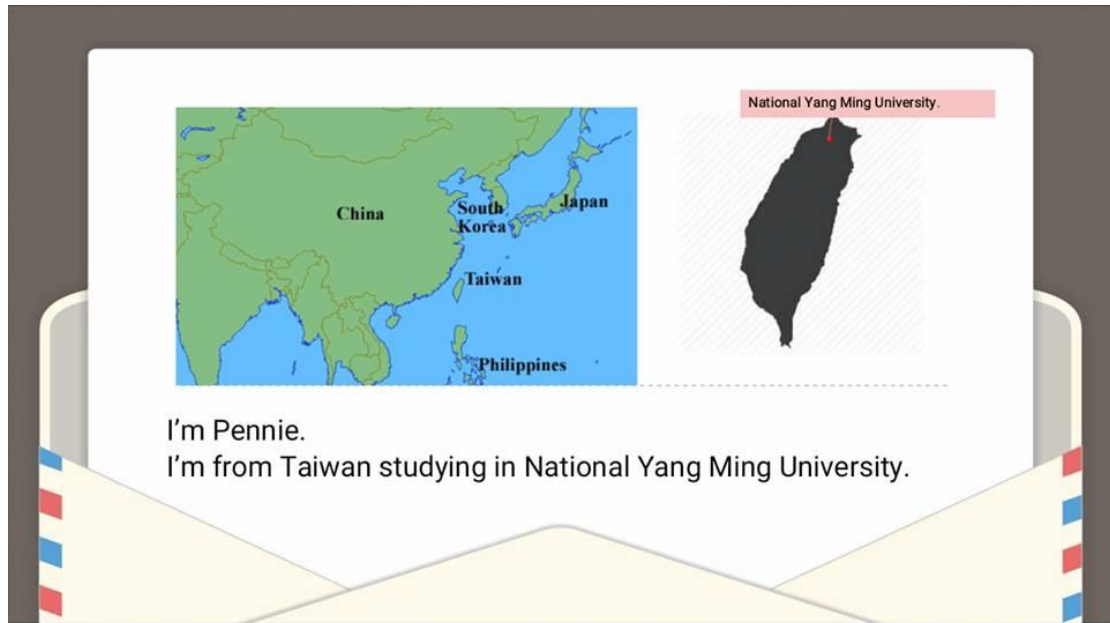 National Yang Ming University.
China
South
Korea
Japan
Taiwan
Philippines
I’m Pennie.
I’m from Taiwan studying in National Yang Ming University.